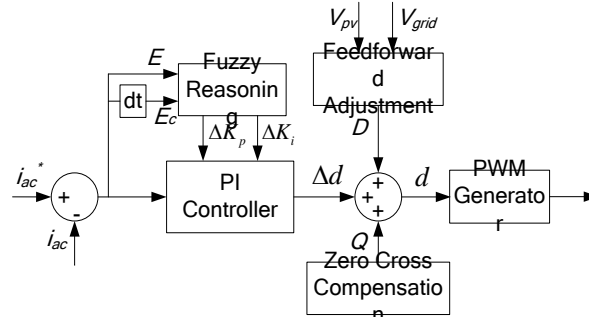 V_pv
V_grid
E
Fuzzy
Reasonin
g
dt
E_c
ΔK_p
ΔK_i
Feedforwar
d
Adjustment
D
i_ac*
+
-
i_ac
PI
Controller
Δd
+
+
+
d
PWM
Generato
r
Q
Zero Cross
Compensatio
n